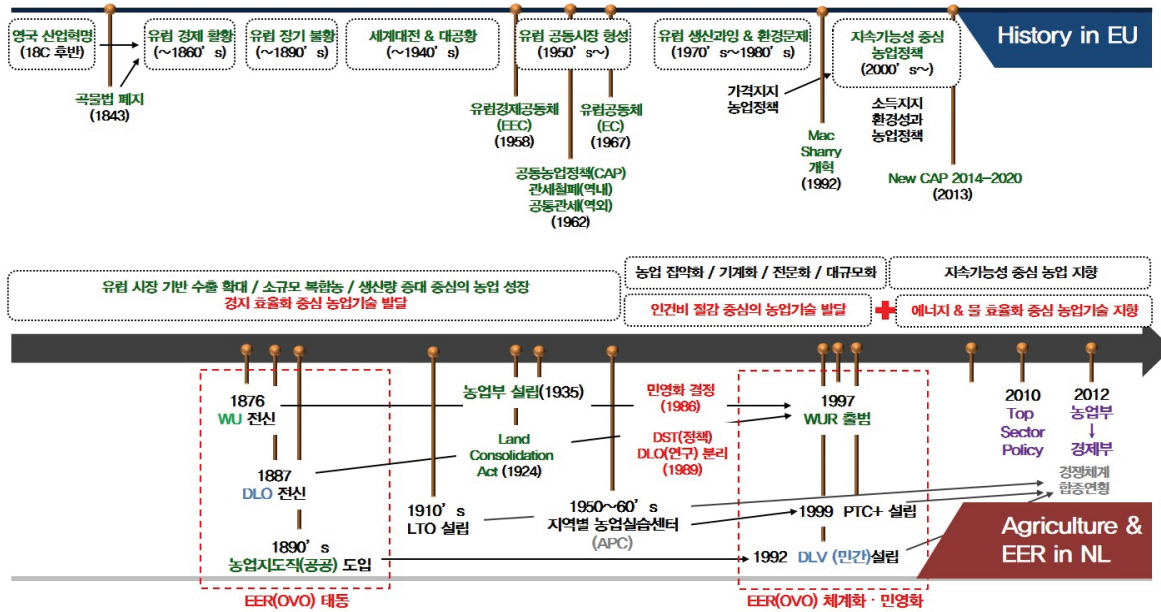 영국 산업혁명
(18C 후반)
유럽 경제 활황
(~1860's)
유럽 장기 불황
(~1890's)
세계대전 & 대공황
(~1940's)
유럽 공동시장 형성
(1950's~)
유럽 생산과잉 & 환경문제
(1970's~1980's)
지속가능성 중심
농업정책
(2000's~)
History in EU
곡물법 폐지
(1843)
유럽경제공동체
(EEC)
(1958)
유럽공동체
(EC)
(1967)
공동농업정책(CAP)
관세철폐(역내)
공통관세(역외)
(1962)
가격지지
농업정책
Mac
Sharry
개혁
(1992)
소득지지
환경성과
농업정책
New CAP 2014-2020
(2013)
유럽 시장 기반 수출 확대 / 소규모 복합농 / 생산량 증대 중심의 농업 성장
경지 효율화 중심 농업기술 발달
농업 집약화 / 기계화 / 전문화 / 대규모화
지속가능성 중심 농업 지향
인건비 절감 중심의 농업기술 발달
에너지 & 물 효율화 중심 농업기술 지향
1876
WU 전신
1887
DLO 전신
1890's
농업지도직(공공) 도입
EER(OVO) 태동
1910's
LTO 설립
농업부 설립(1935)
Land
Consolidation
Act (1924)
1950~60's
지역별 농업실습센터
(APC)
민영화 결정
(1986)
DST(정책)
DLO(연구) 분리
(1989)
1997
WUR 출범
1999 PTC+ 설립
1992 DLV (민간)설립
EER(OVO) 체계화·민영화
2010
Top
Sector
Policy
2012
농업부
↓
경제부
경쟁체계
합종연횡
Agriculture &
EER in NL